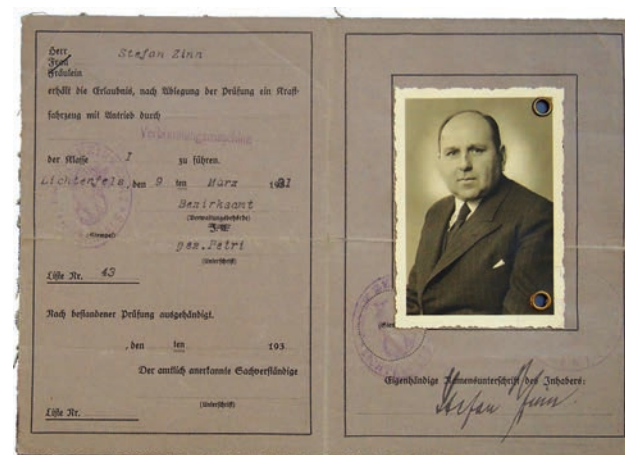 Herr
Frau
Fräulein
Stefan Zinn
erhält die Erlaubnis, nach Ablegung der Prüfung ein Kraft-
fahrzeug mit Antrieb durch
Verbrennungsmaschine
der Klasse I zu führen.
Lichtenfels, den 9 ten März 1931
Bezirksamt
(Verwaltungsbehörde)
(Stempel)
gez. Petri
(Unterschrift)
Liste Nr. 43
Nach bestandener Prüfung ausgehändigt.
, den ten 193
Der amtlich anerkannte Sachverständige
(Unterschrift)
Liste Nr.
Eigenhändige Namensunterschrift des Inhabers:
Stefan Zinn